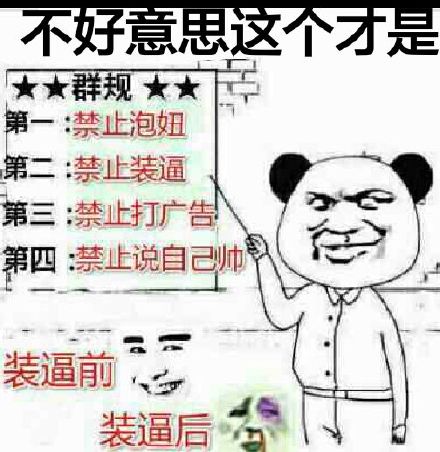 不好意思这个才是
★★群规★★
第一:禁止泡妞
第二:禁止装逼
第三:禁止打广告
第四:禁止说自己帅
装逼前
装逼后